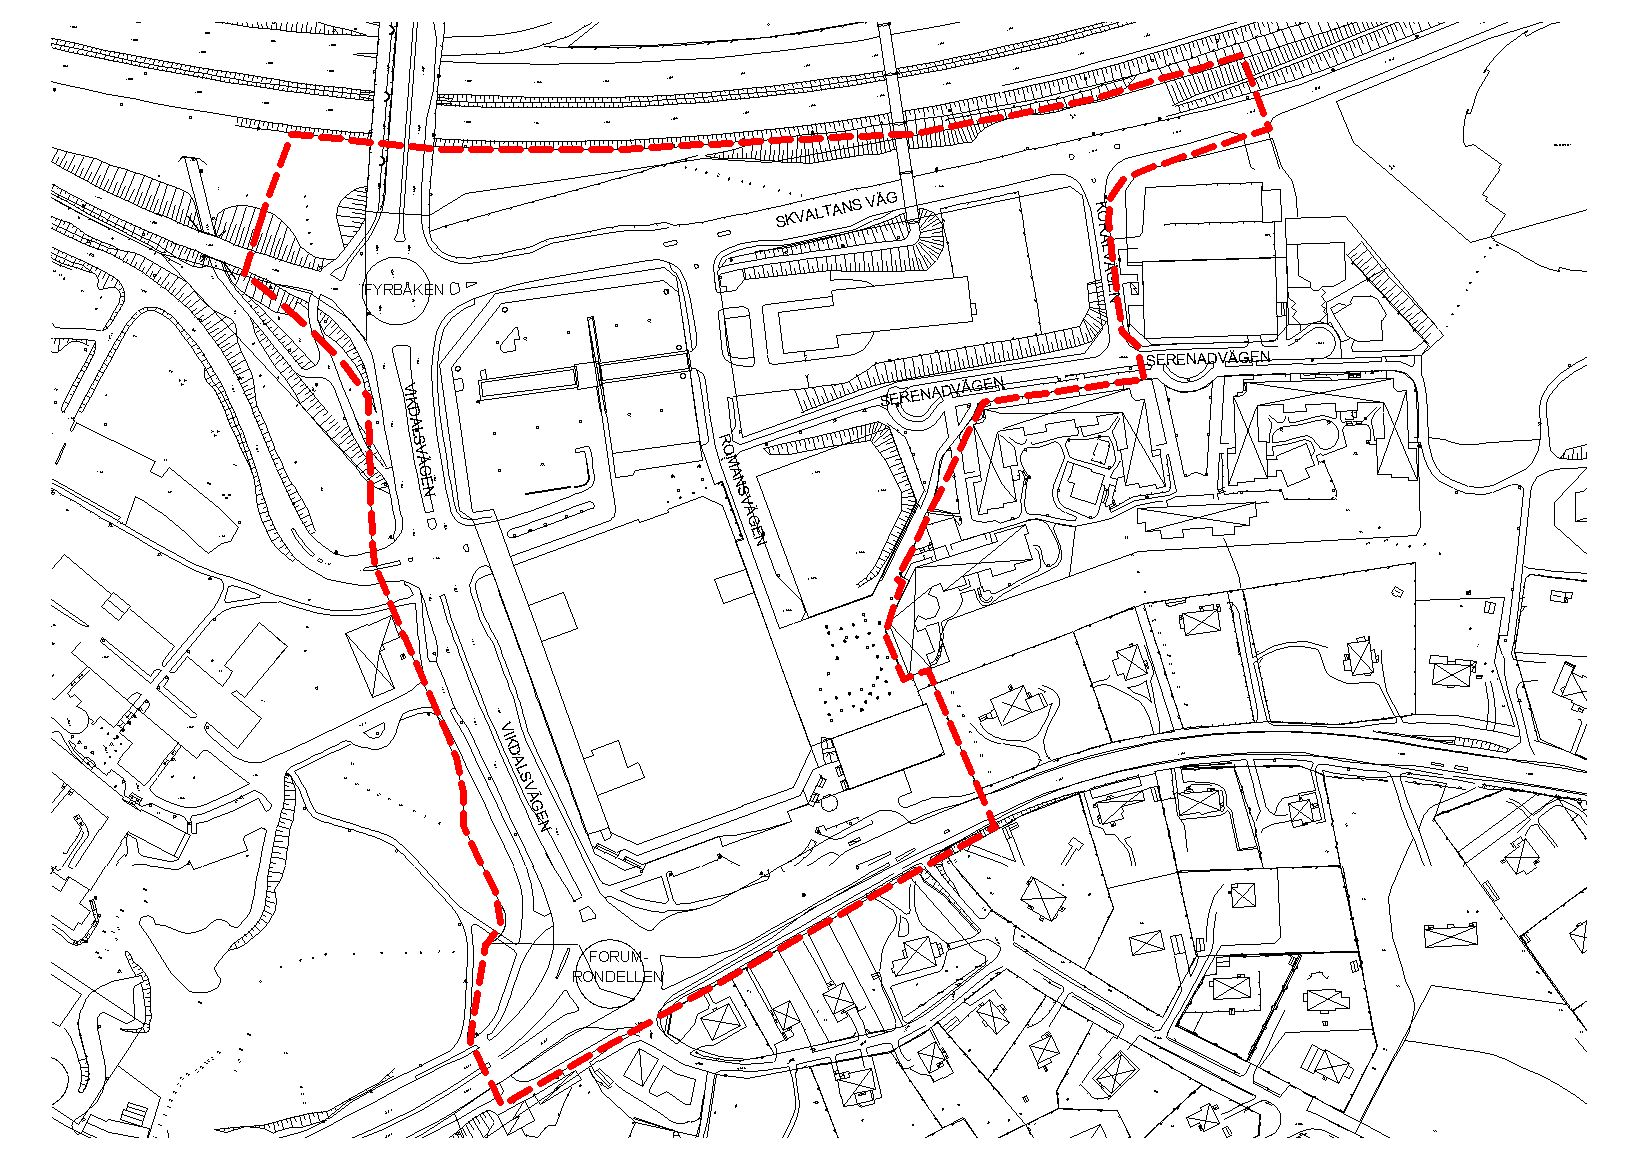 SKVALTANS VÄG
KORALVÄGEN
FYRBÅKEN
SERENADVÄGEN
SERENADVÄGEN
VIKDALSVÄGEN
ROMANSVÄGEN
VIKDALSVÄGEN
FORUM-
RONDELLEN